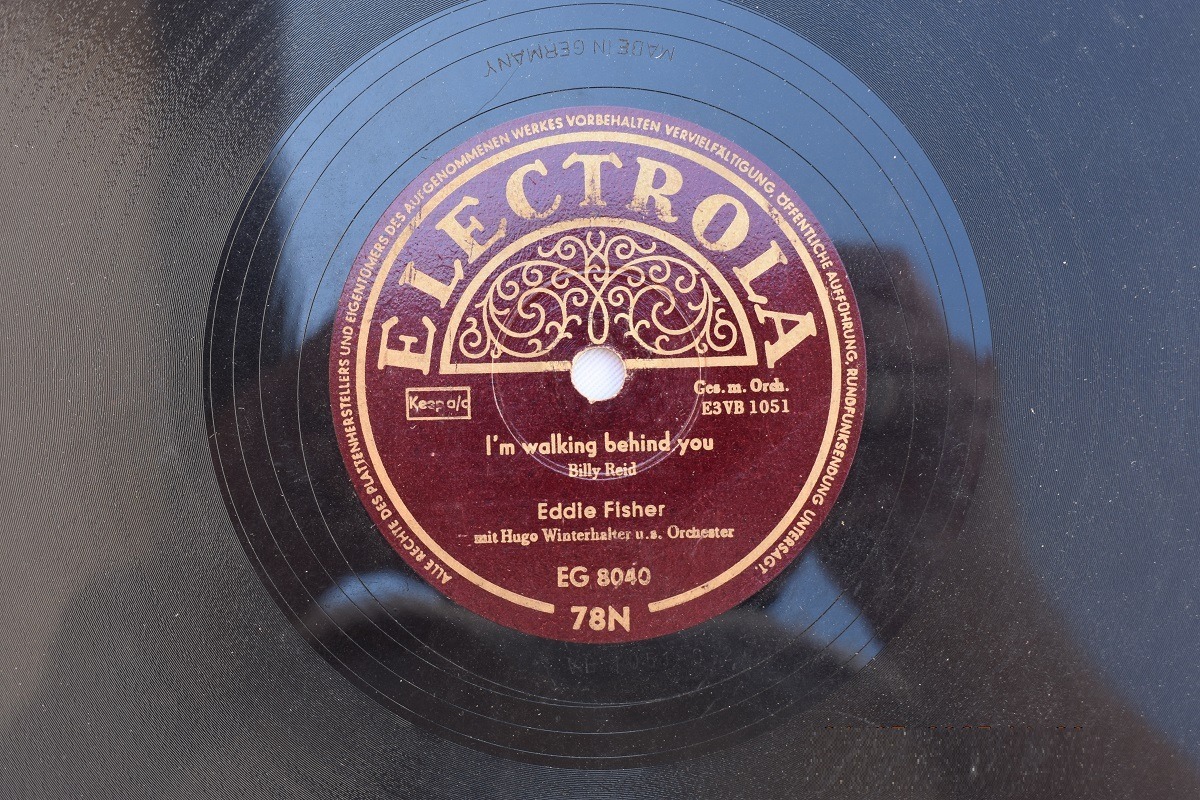 MADE IN GERMANY
ALLE RECHTE DES PLATTENHERSTELLERS UND EIGENTÜMERS DES AUFGENOMMENEN WERKES VORBEHALTEN VERVIELFÄLTIGUNG, ÖFFENTLICHE AUFFÜHRUNG, RUNDFUNKSENDUNG UNTERSAGT.
ELECTROLA
Ges. m. Orch.
E3VB 1051
I'm walking behind you
Billy Reid
Eddie Fisher
mit Hugo Winterhalter u. s. Orchester
EG 8040
78N